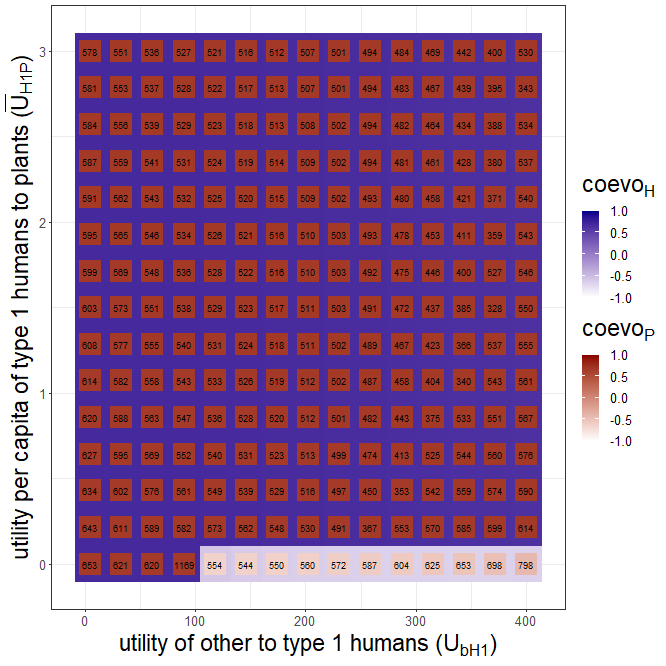 3 578 551 536 527 521 516 512 507 501 494 484 469 442 400 530
581 553 537 528 522 517 513 507 501 494 483 467 439 395 343
584 556 539 529 523 518 513 508 502 494 482 464 434 388 534
587 559 541 531 524 519 514 509 502 494 481 461 428 380 537
591 562 543 532 525 520 515 509 502 493 480 458 421 371 540
2 595 565 546 534 526 521 516 510 503 493 478 453 411 359 543
599 569 548 536 528 522 516 510 503 492 475 446 400 527 546
603 573 551 538 529 523 517 511 503 491 472 437 385 328 550
608 577 555 540 531 524 518 511 502 489 467 423 366 537 555
1 614 582 558 543 533 526 519 512 502 487 458 404 340 543 561
620 588 563 547 536 528 520 512 501 482 443 375 533 551 567
627 595 569 552 540 531 523 513 499 474 413 525 544 560 576
634 602 576 561 549 539 529 516 497 450 353 542 559 574 590
643 611 589 582 573 562 548 530 491 367 553 570 585 599 614
0 653 621 620 1169 554 544 550 560 572 587 604 625 653 698 798
0 100 200 300 400
utility of other to type 1 humans (U_bH1)
utility per capita of type 1 humans to plants (U̅_H1P)
coevo_H
1.0
0.5
0.0
-0.5
-1.0
coevo_P
1.0
0.5
0.0
-0.5
-1.0